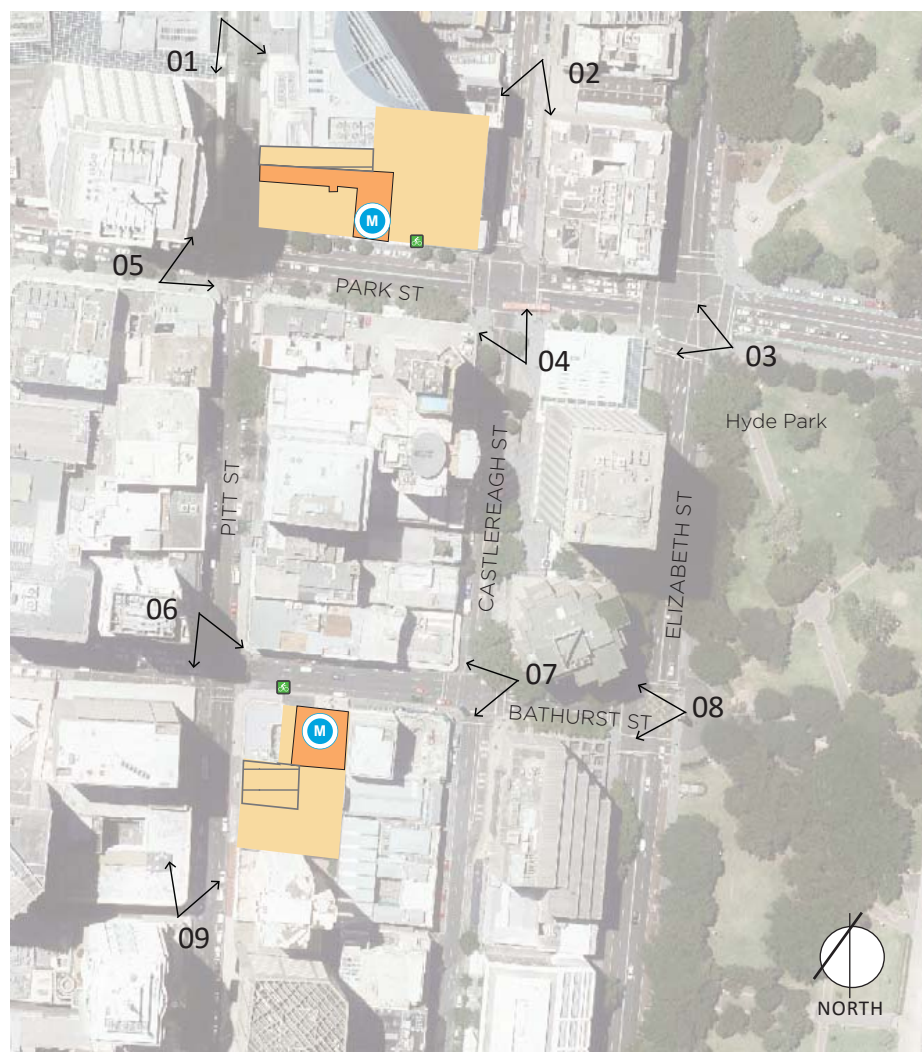 01
02
M
05
PARK ST
04
03
Hyde Park
PITT ST
CASTLEREAGH ST
ELIZABETH ST
06
07
08
BATHURST ST
M
09
NORTH